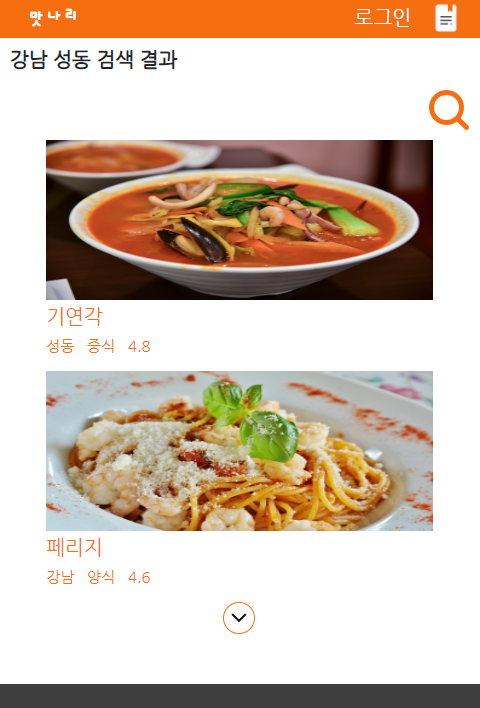 맛나리
로그인
강남 성동 검색 결과
기연각
성동 중식 4.8
페리지
강남 양식 4.6